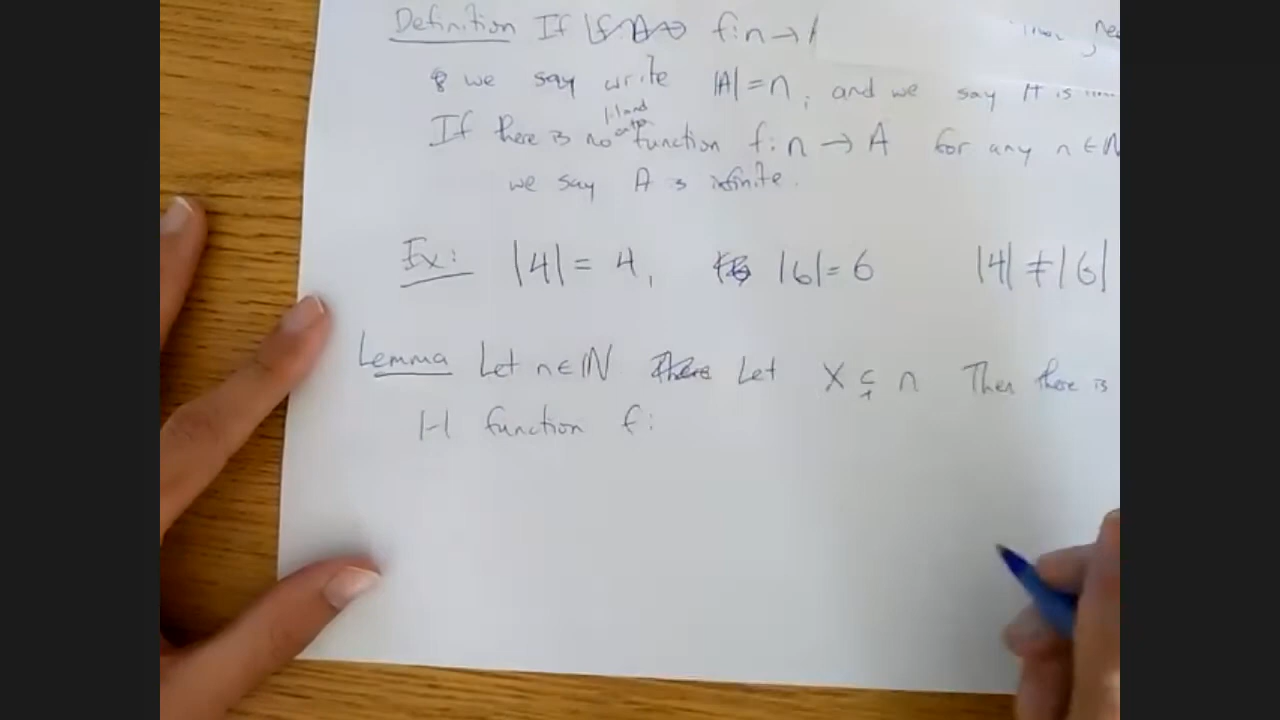 Definition If f: n →
we say write |A| = n, and we say A is
1-1 and onto
If there is no function f: n → A for any n ∈ ℕ
we say A is infinite.
Ex: |4| = 4, |6| = 6 |4| ≠ |6|
Lemma Let n ∈ ℕ There Let X ⊊ n Then there is
1-1 function f: